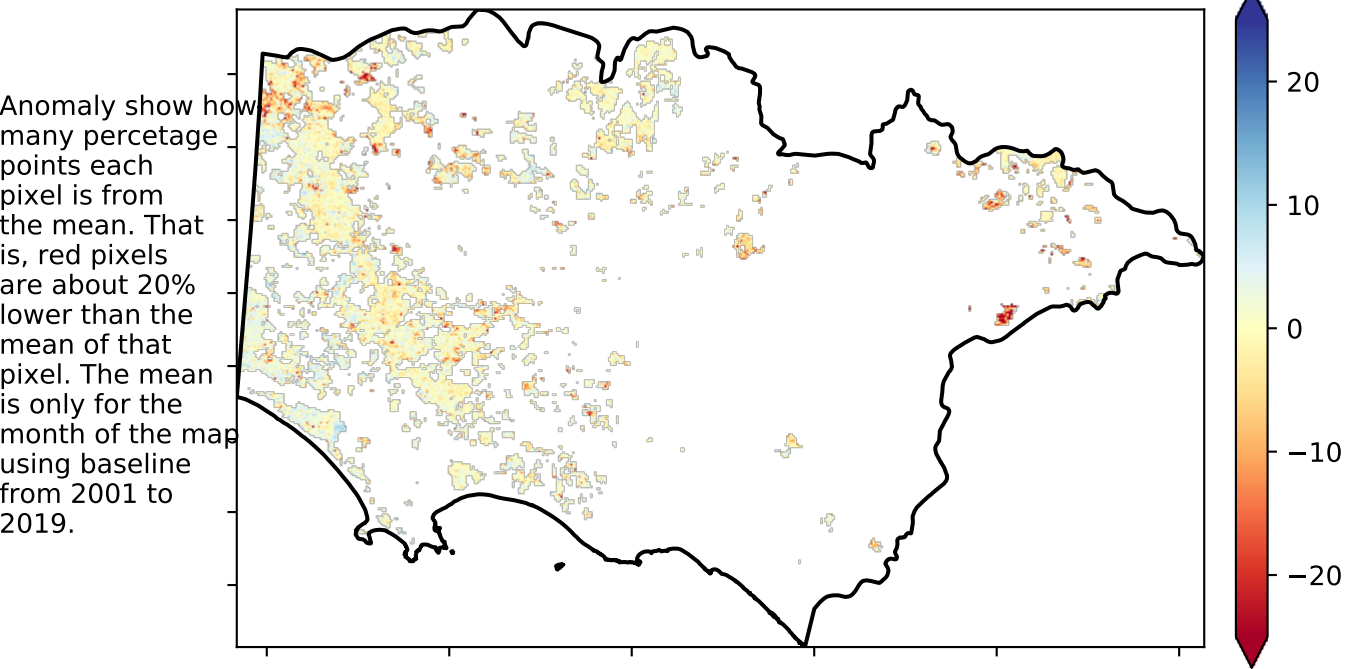 Anomaly show how
many percetage
points each
pixel is from
the mean. That
is, red pixels
are about 20%
lower than the
mean of that
pixel. The mean
is only for the
month of the map
using baseline
from 2001 to
2019.
20
10
0
−10
−20